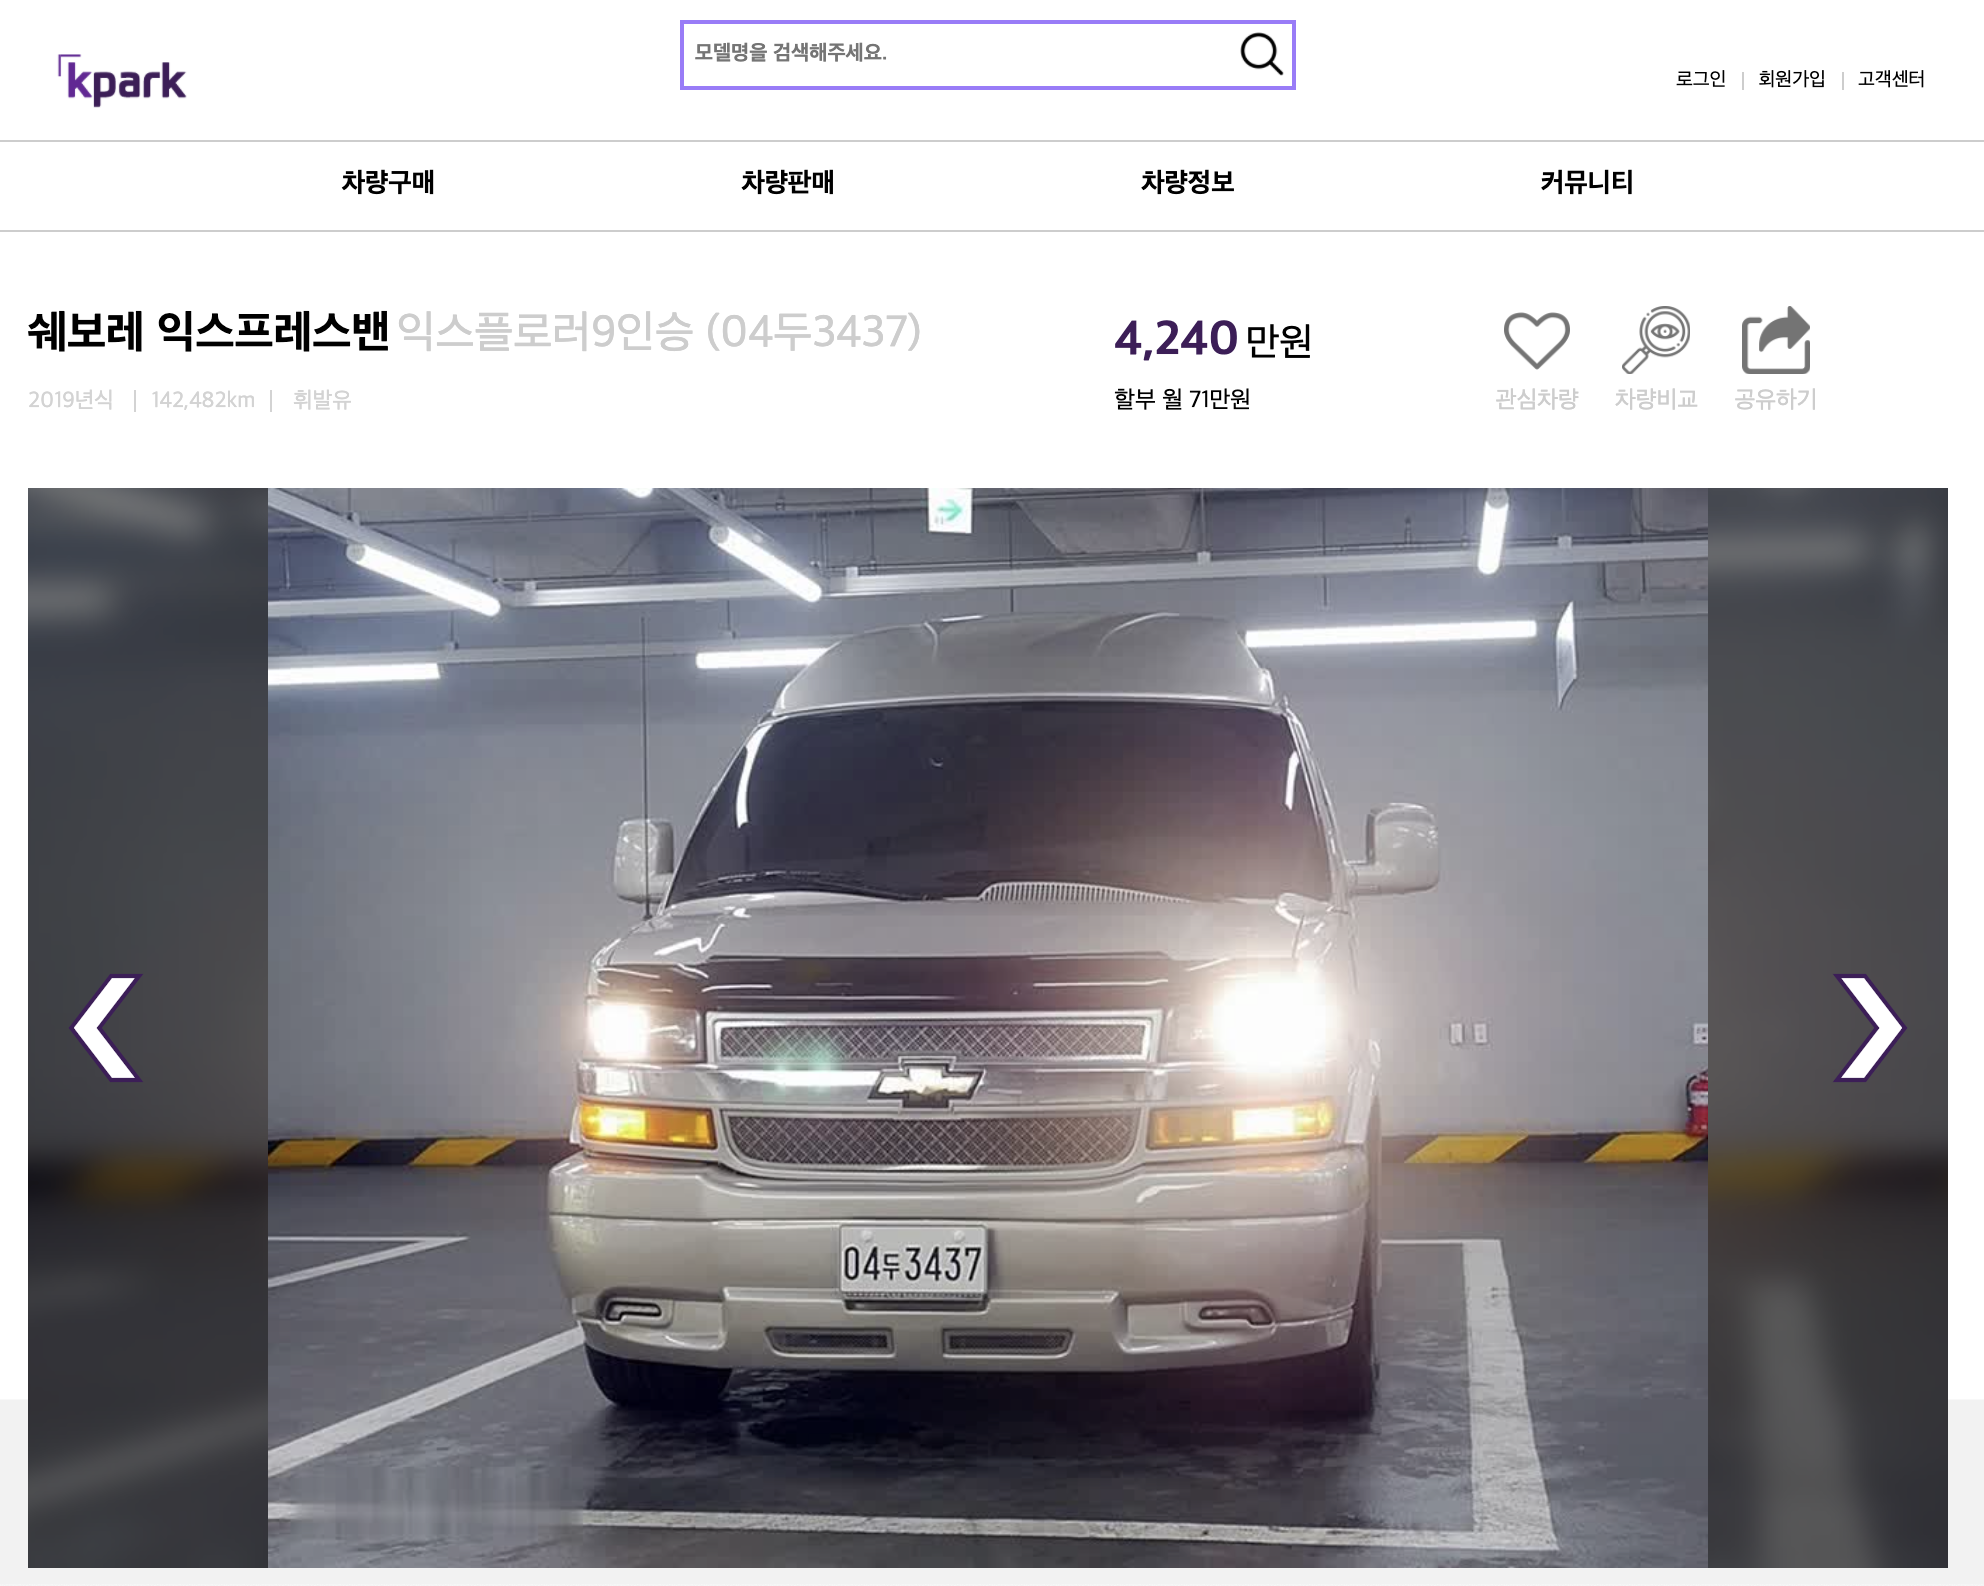 kpark
모델명을 검색해주세요.
로그인 | 회원가입 | 고객센터
차량구매 차량판매 차량정보 커뮤니티
쉐보레 익스프레스밴 익스플로러9인승 (04두3437)
4,240 만원
2019년식 | 142,482km | 휘발유
할부 월 71만원
관심차량 차량비교 공유하기
04두3437